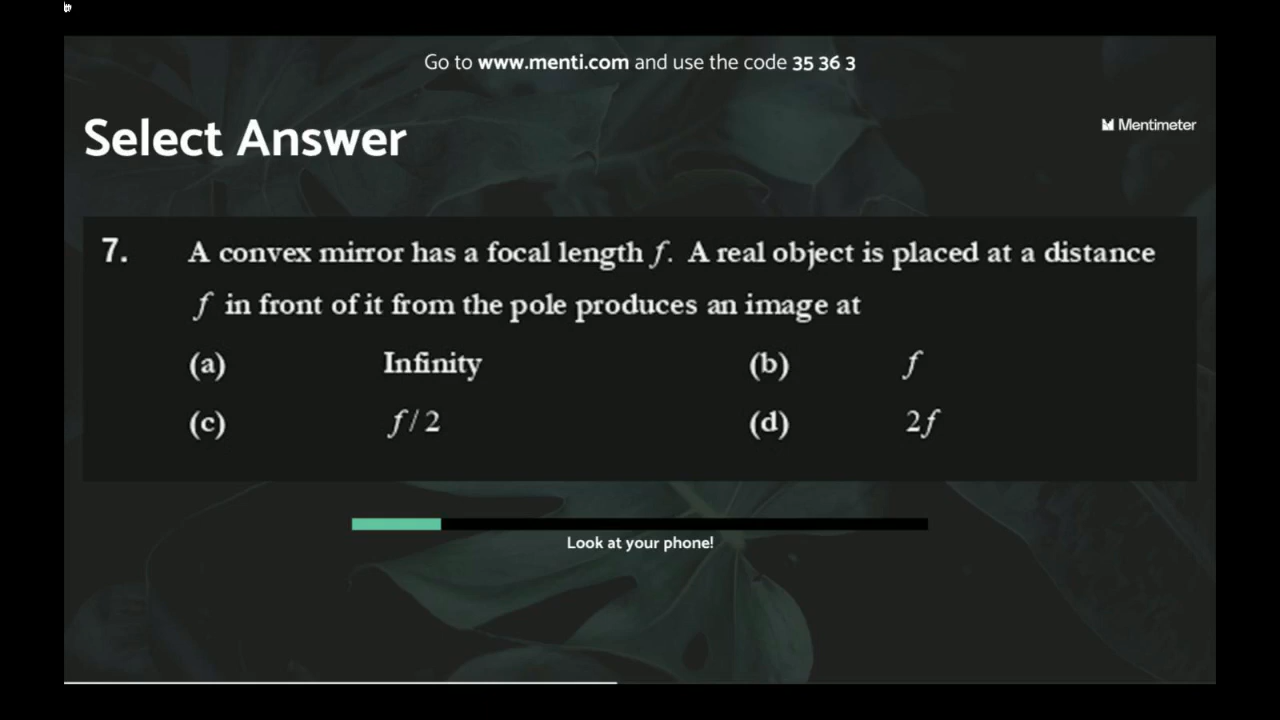 Go to www.menti.com and use the code 35 36 3
Select Answer
Mentimeter
7. A convex mirror has a focal length f. A real object is placed at a distance
f in front of it from the pole produces an image at
(a) Infinity (b) f
(c) f/2 (d) 2f
Look at your phone!